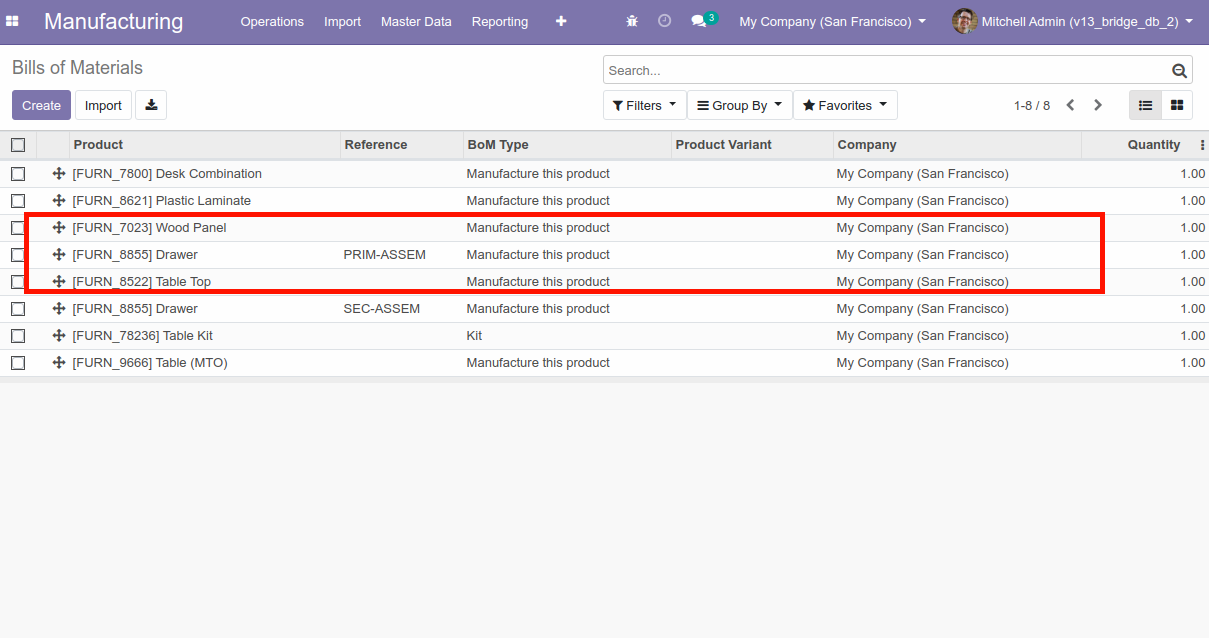 Manufacturing Operations Import Master Data Reporting 3 My Company (San Francisco) Mitchell Admin (v13_bridge_db_2)
Bills of Materials Search...
Create Import Filters Group By Favorites 1-8 / 8
Product Reference BoM Type Product Variant Company Quantity
[FURN_7800] Desk Combination Manufacture this product My Company (San Francisco) 1.00
[FURN_8621] Plastic Laminate Manufacture this product My Company (San Francisco) 1.00
[FURN_7023] Wood Panel Manufacture this product My Company (San Francisco) 1.00
[FURN_8855] Drawer PRIM-ASSEM Manufacture this product My Company (San Francisco) 1.00
[FURN_8522] Table Top Manufacture this product My Company (San Francisco) 1.00
[FURN_8855] Drawer SEC-ASSEM Manufacture this product My Company (San Francisco) 1.00
[FURN_78236] Table Kit Kit My Company (San Francisco) 1.00
[FURN_9666] Table (MTO) Manufacture this product My Company (San Francisco) 1.00